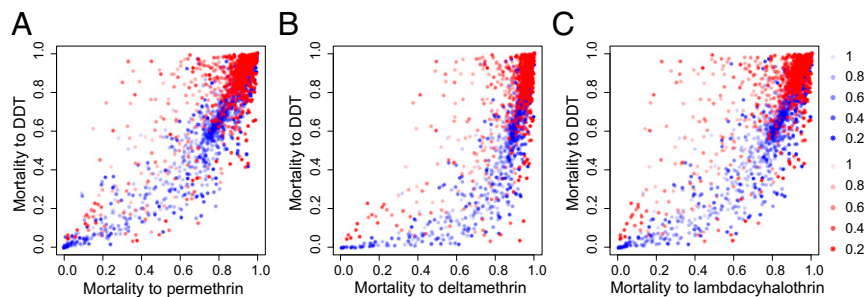 A
B
C
Mortality to DDT
0.0 0.2 0.4 0.6 0.8 1.0
0.0 0.2 0.4 0.6 0.8 1.0
Mortality to permethrin
Mortality to DDT
0.0 0.2 0.4 0.6 0.8 1.0
0.0 0.2 0.4 0.6 0.8 1.0
Mortality to deltamethrin
Mortality to DDT
0.0 0.2 0.4 0.6 0.8 1.0
0.0 0.2 0.4 0.6 0.8 1.0
Mortality to lambdacyhalothrin
1
0.8
0.6
0.4
0.2
1
0.8
0.6
0.4
0.2